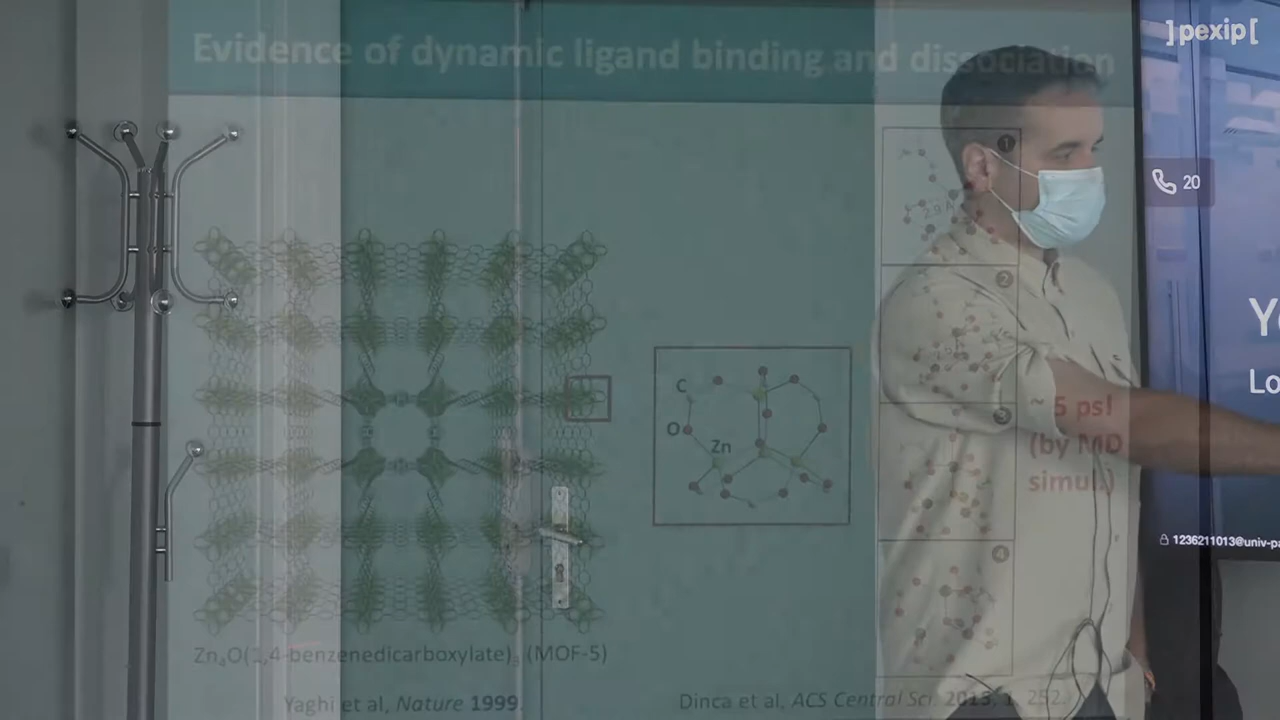 Evidence of dynamic ligand binding and dissociation
]pexip[
1
20
2
C
O
Zn
3
~ 5 ps!
(by MD
simul.)
4
Zn₄O(1,4-benzenedicarboxylate)₃ (MOF-5)
Yaghi et al, Nature 1999.
Dinca et al, ACS Central Sci. 2015, 1, 252.
Lo
1236211013@univ-pa